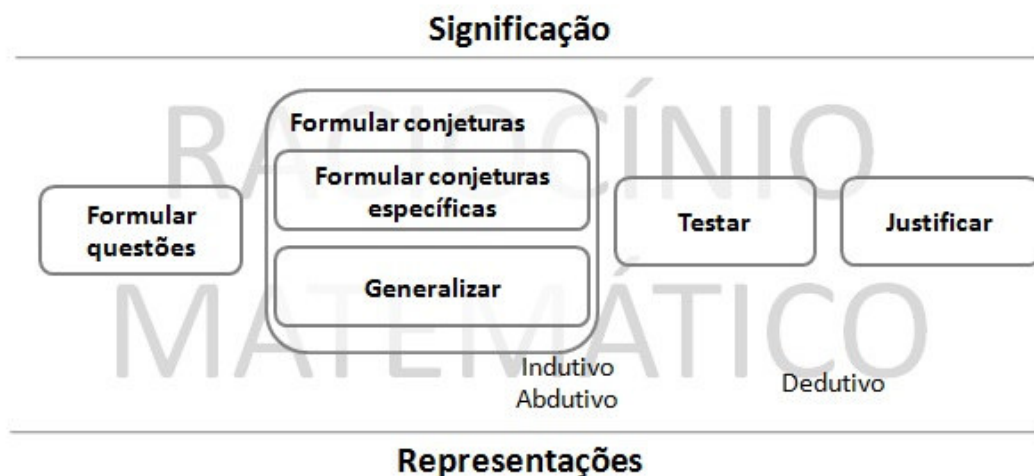 Significação
RACIOCÍNIO
Formular conjeturas
Formular conjeturas
específicas
Formular
questões
Testar
Justificar
Generalizar
MATEMÁTICO
Indutivo
Abdutivo
Dedutivo
Representações